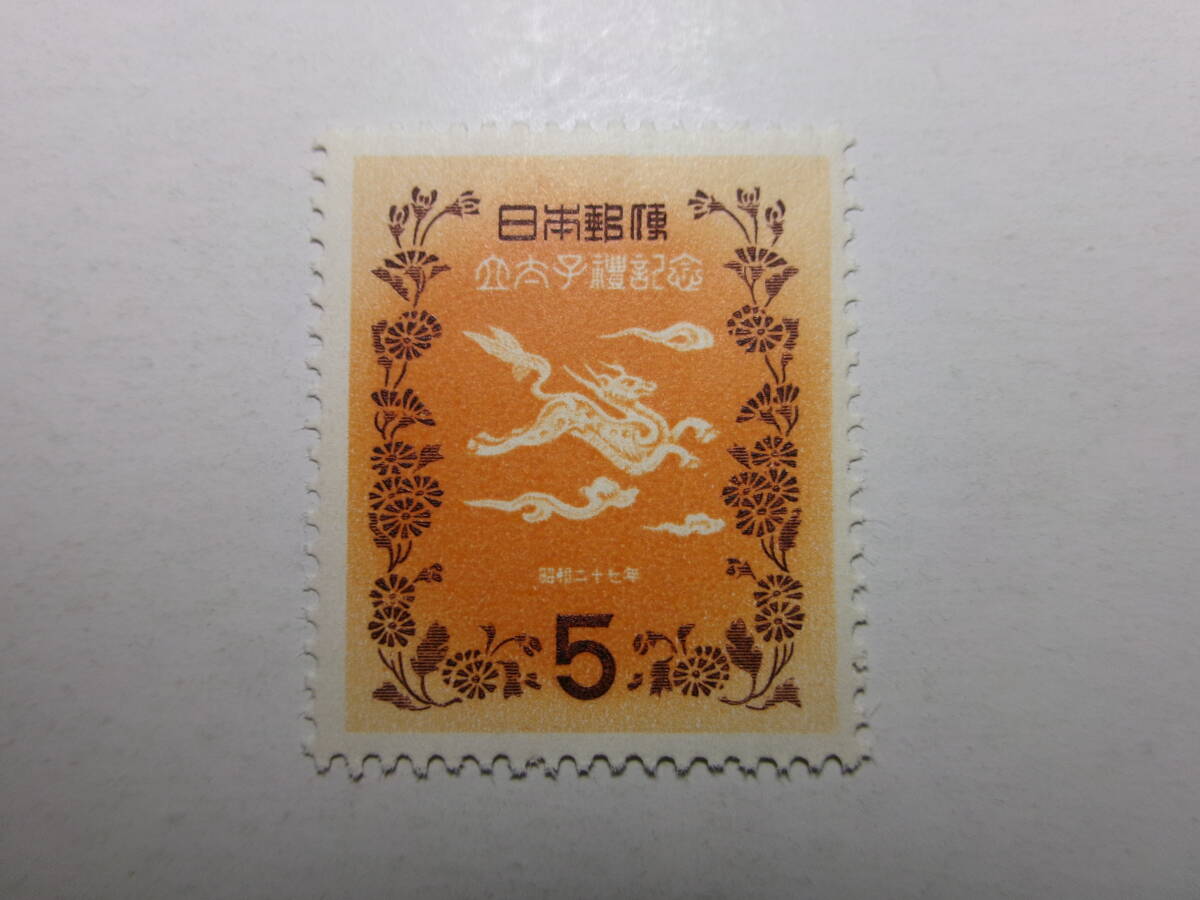 日本郵便
立太子禮記念
昭和二十七年
5